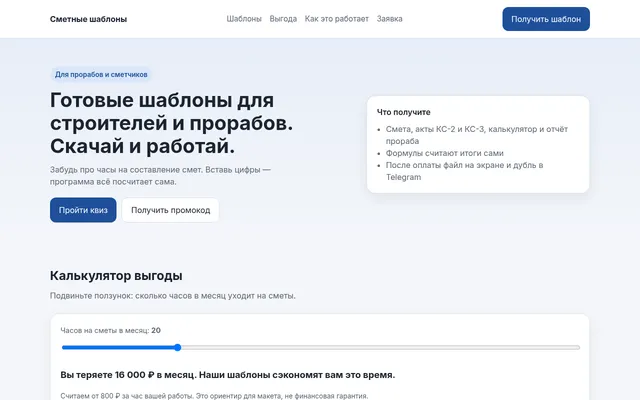 Сметные шаблоны
Шаблоны
Выгода
Как это работает
Заявка
Получить шаблон
Для прорабов и сметчиков
Готовые шаблоны для
строителей и прорабов.
Скачай и работай.
Забудь про часы на составление смет. Вставь цифры —
программа всё посчитает сама.
Пройти квиз
Получить промокод
Что получите
• Смета, акты КС-2 и КС-3, калькулятор и отчёт
прораба
• Формулы считают итоги сами
• После оплаты файл на экране и дубль в
Telegram
Калькулятор выгоды
Подвиньте ползунок: сколько часов в месяц уходит на сметы.
Часов на сметы в месяц: 20
Вы теряете 16 000 ₽ в месяц. Наши шаблоны сэкономят вам это время.
Считаем от 800 ₽ за час вашей работы. Это ориентир для макета, не финансовая гарантия.